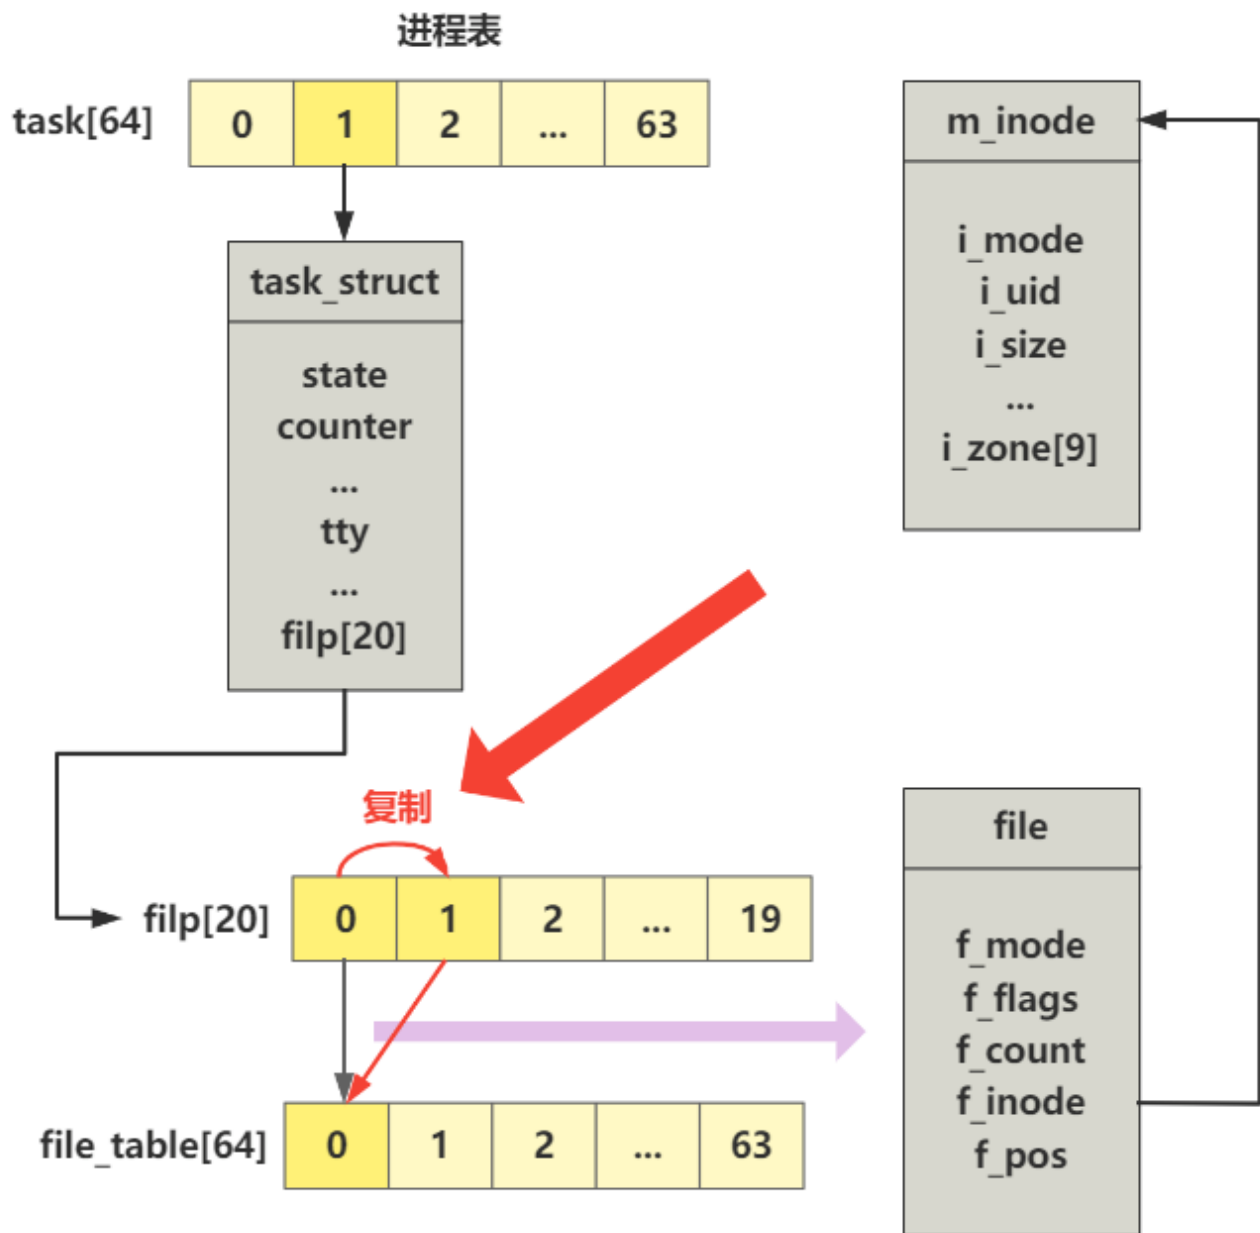 进程表
task[64]
0
1
2
...
63
task_struct
state
counter
...
tty
...
filp[20]
m_inode
i_mode
i_uid
i_size
...
i_zone[9]
复制
filp[20]
0
1
2
...
19
file_table[64]
0
1
2
...
63
file
f_mode
f_flags
f_count
f_inode
f_pos